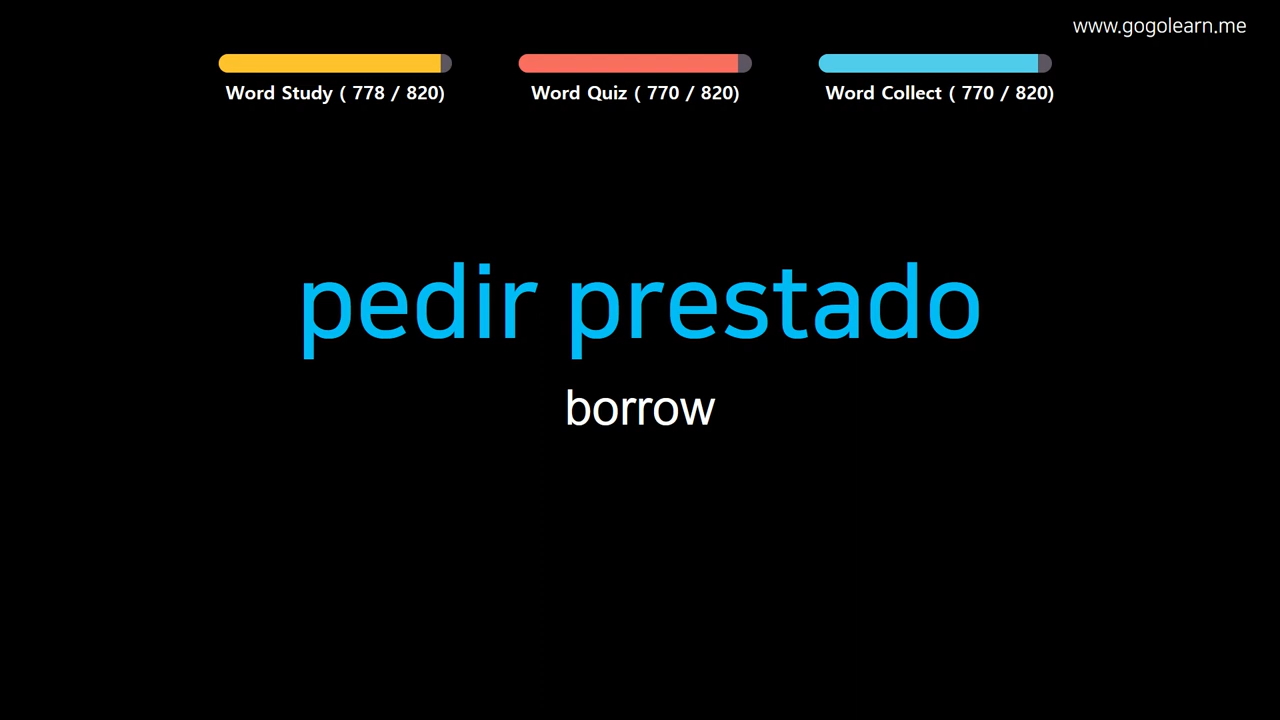 www.gogolearn.me
Word Study ( 778 / 820)
Word Quiz ( 770 / 820)
Word Collect ( 770 / 820)
pedir prestado
borrow